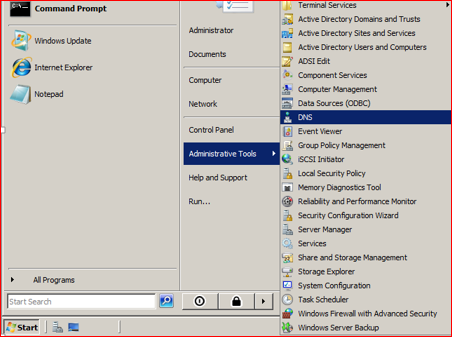 Command Prompt
Windows Update
Internet Explorer
Notepad
All Programs
Start Search
Start
Administrator
Documents
Computer
Network
Control Panel
Administrative Tools
Help and Support
Run...
Terminal Services
Active Directory Domains and Trusts
Active Directory Sites and Services
Active Directory Users and Computers
ADSI Edit
Component Services
Computer Management
Data Sources (ODBC)
DNS
Event Viewer
Group Policy Management
iSCSI Initiator
Local Security Policy
Memory Diagnostics Tool
Reliability and Performance Monitor
Security Configuration Wizard
Server Manager
Services
Share and Storage Management
Storage Explorer
System Configuration
Task Scheduler
Windows Firewall with Advanced Security
Windows Server Backup